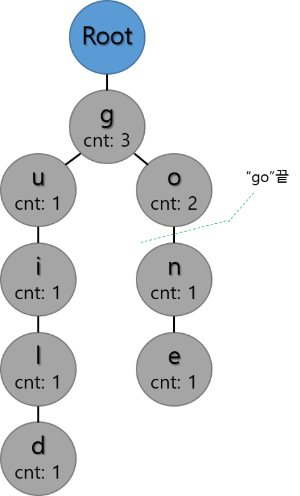 Root
g
cnt: 3
u
cnt: 1
o
cnt: 2
"go"끝
i
cnt: 1
n
cnt: 1
l
cnt: 1
e
cnt: 1
d
cnt: 1